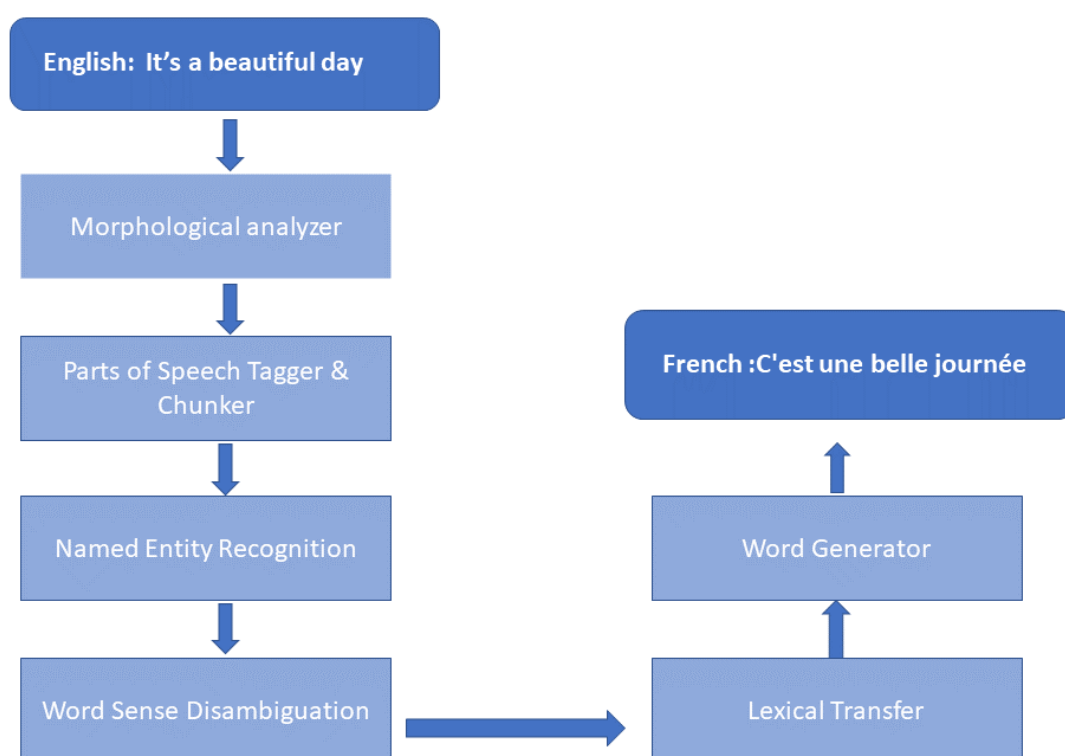 English: It’s a beautiful day
Morphological analyzer
Parts of Speech Tagger &
Chunker
Named Entity Recognition
Word Sense Disambiguation
Lexical Transfer
Word Generator
French :C'est une belle journée